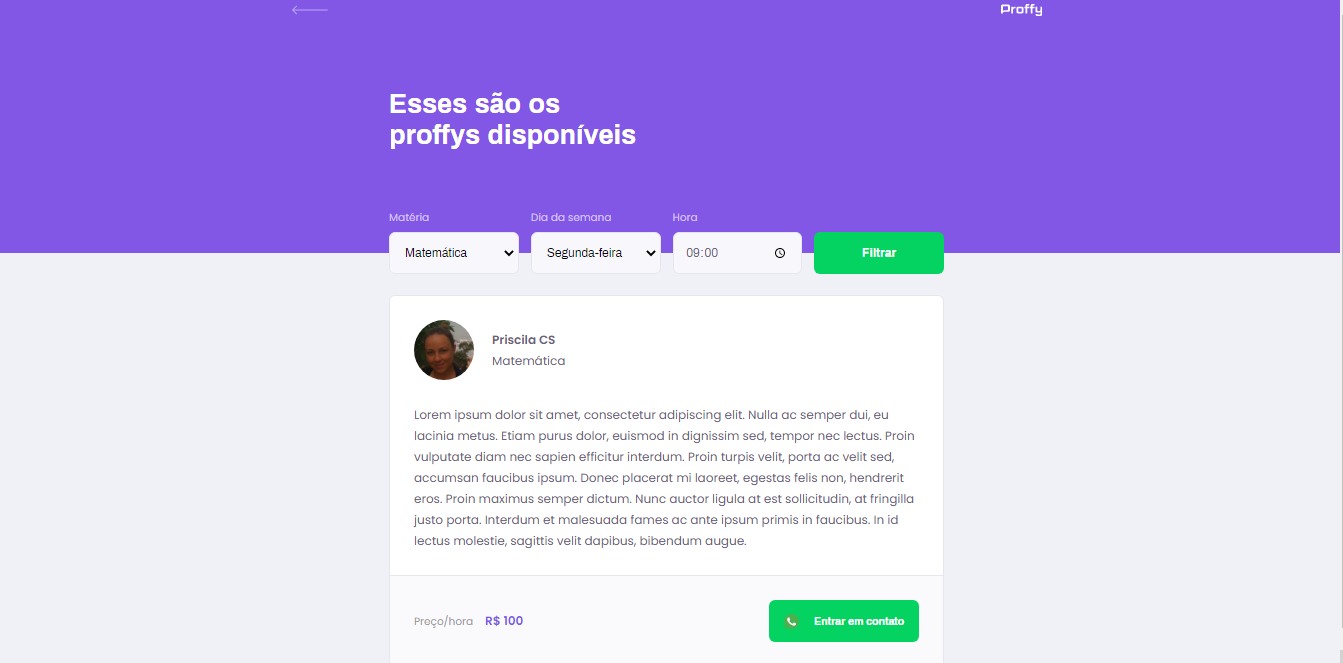 Proffy
Esses são os
proffys disponíveis
Matéria Dia da semana Hora
Matemática Segunda-feira 09:00 Filtrar
Priscila CS
Matemática
Lorem ipsum dolor sit amet, consectetur adipiscing elit. Nulla ac semper dui, eu
lacinia metus. Etiam purus dolor, euismod in dignissim sed, tempor nec lectus. Proin
vulputate diam nec sapien efficitur interdum. Proin turpis velit, porta ac velit sed,
accumsan faucibus ipsum. Donec placerat mi laoreet, egestas felis non, hendrerit
eros. Proin maximus semper dictum. Nunc auctor ligula at est sollicitudin, at fringilla
justo porta. Interdum et malesuada fames ac ante ipsum primis in faucibus. In id
lectus molestie, sagittis velit dapibus, bibendum augue.
Preço/hora R$ 100 Entrar em contato